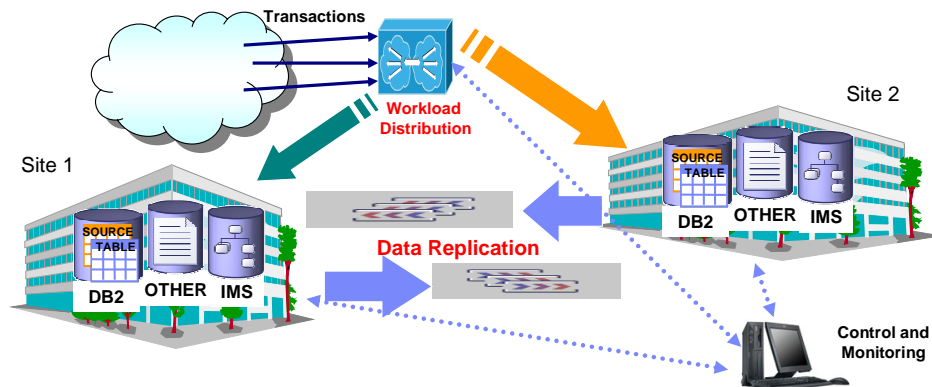 Transactions
Workload
Distribution
Site 2
SOURCE
TABLE
DB2
OTHER
IMS
Site 1
SOURCE
TABLE
DB2
OTHER
IMS
Data Replication
Control and
Monitoring